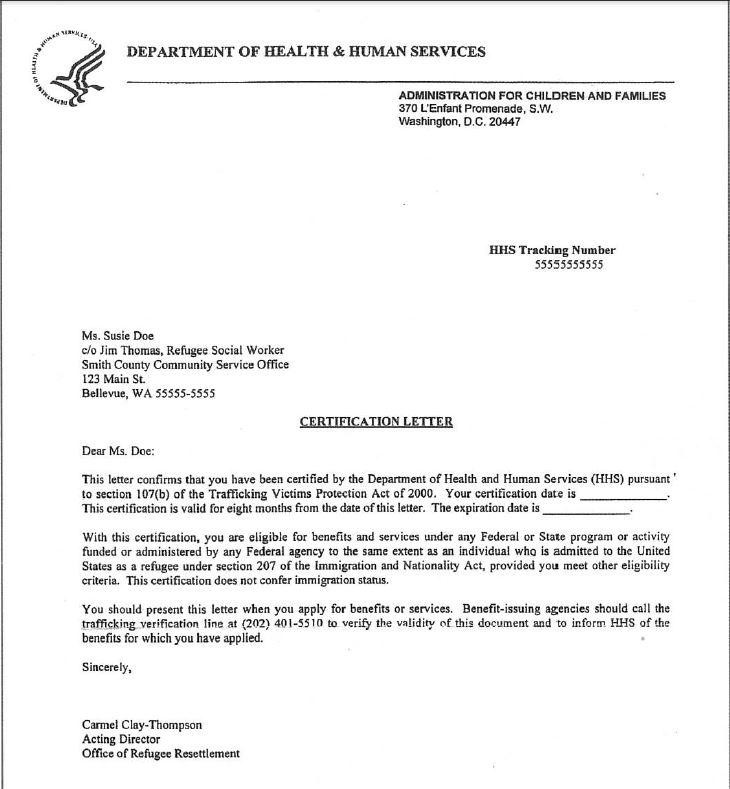 DEPARTMENT OF HEALTH & HUMAN SERVICES
ADMINISTRATION FOR CHILDREN AND FAMILIES
370 L'Enfant Promenade, S.W.
Washington, D.C. 20447
HHS Tracking Number
55555555555
Ms. Susie Doe
c/o Jim Thomas, Refugee Social Worker
Smith County Community Service Office
123 Main St.
Bellevue, WA 55555-5555
CERTIFICATION LETTER
Dear Ms. Doe:
This letter confirms that you have been certified by the Department of Health and Human Services (HHS) pursuant
to section 107(b) of the Trafficking Victims Protection Act of 2000. Your certification date is ______________.
This certification is valid for eight months from the date of this letter. The expiration date is ______________.
With this certification, you are eligible for benefits and services under any Federal or State program or activity
funded or administered by any Federal agency to the same extent as an individual who is admitted to the United
States as a refugee under section 207 of the Immigration and Nationality Act, provided you meet other eligibility
criteria. This certification does not confer immigration status.
You should present this letter when you apply for benefits or services. Benefit-issuing agencies should call the
trafficking verification line at (202) 401-5510 to verify the validity of this document and to inform HHS of the
benefits for which you have applied.
Sincerely,
Carmel Clay-Thompson
Acting Director
Office of Refugee Resettlement